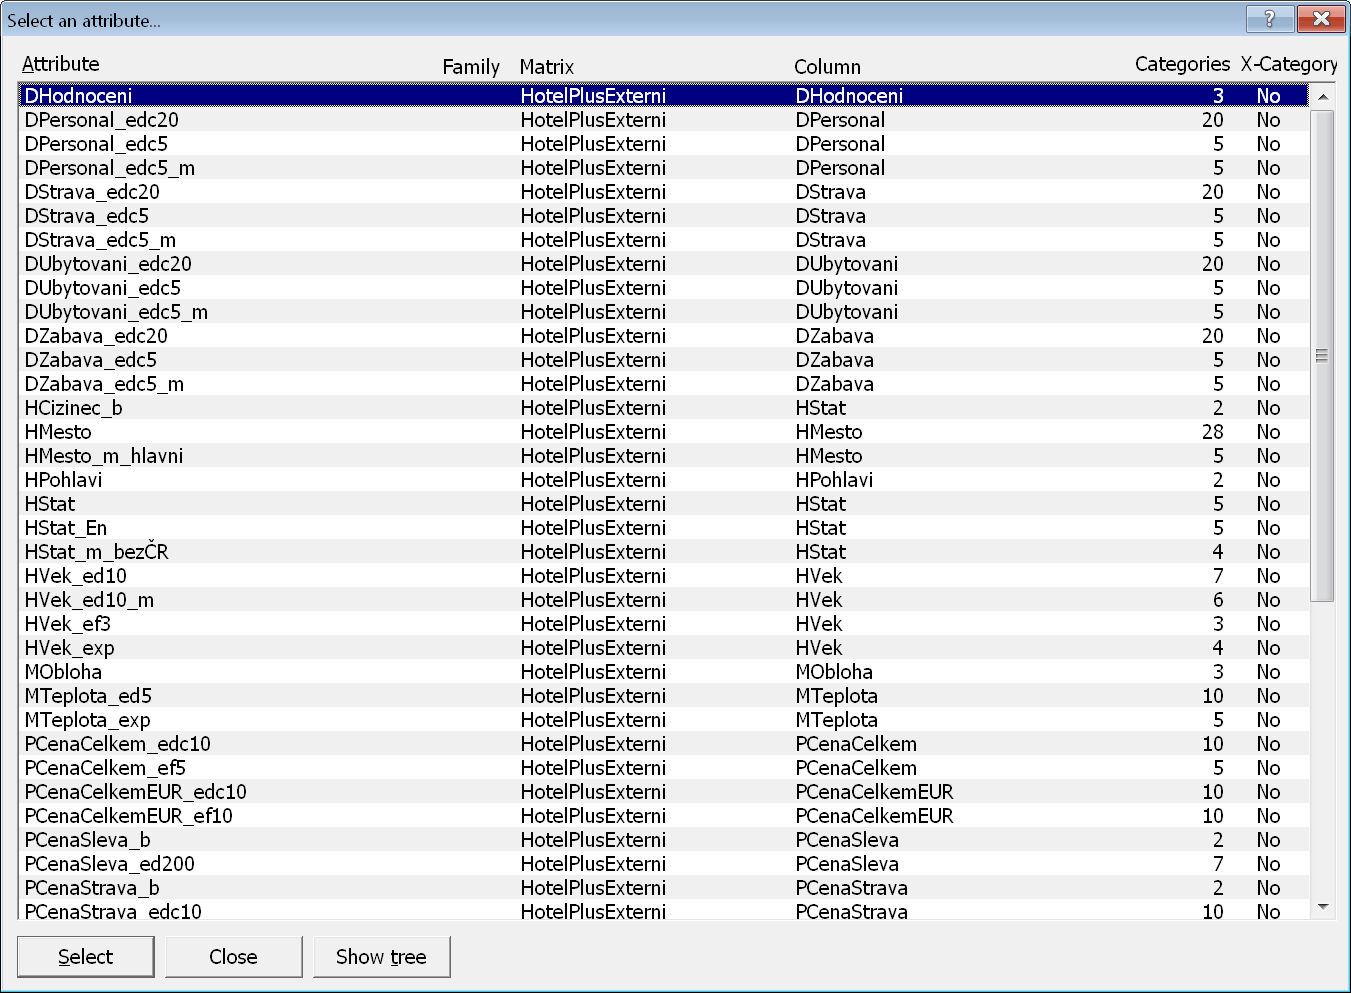 Select an attribute...
Attribute Family Matrix Column Categories X-Category
DHodnoceni HotelPlusExterni DHodnoceni 3 No
DPersonal_edc20 HotelPlusExterni DPersonal 20 No
DPersonal_edc5 HotelPlusExterni DPersonal 5 No
DPersonal_edc5_m HotelPlusExterni DPersonal 5 No
DStrava_edc20 HotelPlusExterni DStrava 20 No
DStrava_edc5 HotelPlusExterni DStrava 5 No
DStrava_edc5_m HotelPlusExterni DStrava 5 No
DUbytovani_edc20 HotelPlusExterni DUbytovani 20 No
DUbytovani_edc5 HotelPlusExterni DUbytovani 5 No
DUbytovani_edc5_m HotelPlusExterni DUbytovani 5 No
DZabava_edc20 HotelPlusExterni DZabava 20 No
DZabava_edc5 HotelPlusExterni DZabava 5 No
DZabava_edc5_m HotelPlusExterni DZabava 5 No
HCizinec_b HotelPlusExterni HStat 2 No
HMesto HotelPlusExterni HMesto 28 No
HMesto_m_hlavni HotelPlusExterni HMesto 5 No
HPohlavi HotelPlusExterni HPohlavi 2 No
HStat HotelPlusExterni HStat 5 No
HStat_En HotelPlusExterni HStat 5 No
HStat_m_bezČR HotelPlusExterni HStat 4 No
HVek_ed10 HotelPlusExterni HVek 7 No
HVek_ed10_m HotelPlusExterni HVek 6 No
HVek_ef3 HotelPlusExterni HVek 3 No
HVek_exp HotelPlusExterni HVek 4 No
MObloha HotelPlusExterni MObloha 3 No
MTeplota_ed5 HotelPlusExterni MTeplota 10 No
MTeplota_exp HotelPlusExterni MTeplota 5 No
PCenaCelkem_edc10 HotelPlusExterni PCenaCelkem 10 No
PCenaCelkem_ef5 HotelPlusExterni PCenaCelkem 5 No
PCenaCelkemEUR_edc10 HotelPlusExterni PCenaCelkemEUR 10 No
PCenaCelkemEUR_ef10 HotelPlusExterni PCenaCelkemEUR 10 No
PCenaSleva_b HotelPlusExterni PCenaSleva 2 No
PCenaSleva_ed200 HotelPlusExterni PCenaSleva 7 No
PCenaStrava_b HotelPlusExterni PCenaStrava 2 No
PCenaStrava_edc10 HotelPlusExterni PCenaStrava 10 No
Select Close Show tree